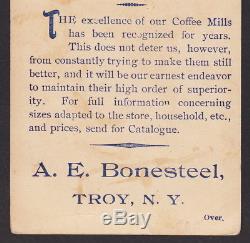 THE excellence of our Coffee Mills
has been recognized for years.
This does not deter us, however,
from constantly trying to make them still
better, and it will be our earnest endeavor
to maintain their high order of superior-
ity. For full information concerning
sizes adapted to the store, household, etc.,
and prices, send for Catalogue.
A. E. Bonesteel,
TROY, N. Y.
Over.